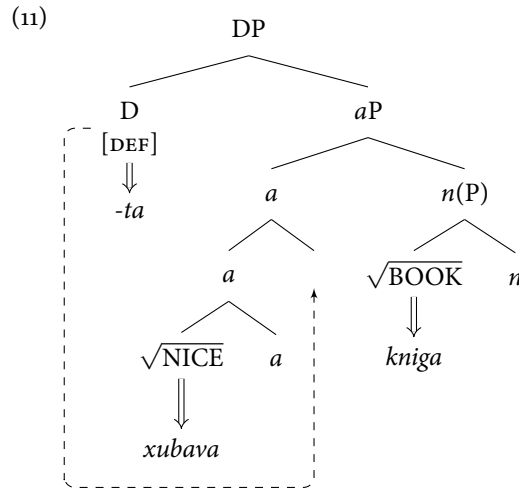 (11)
DP
D aP
[DEF]
-ta
a n(P)
a √BOOK n
√NICE a kniga
xubava